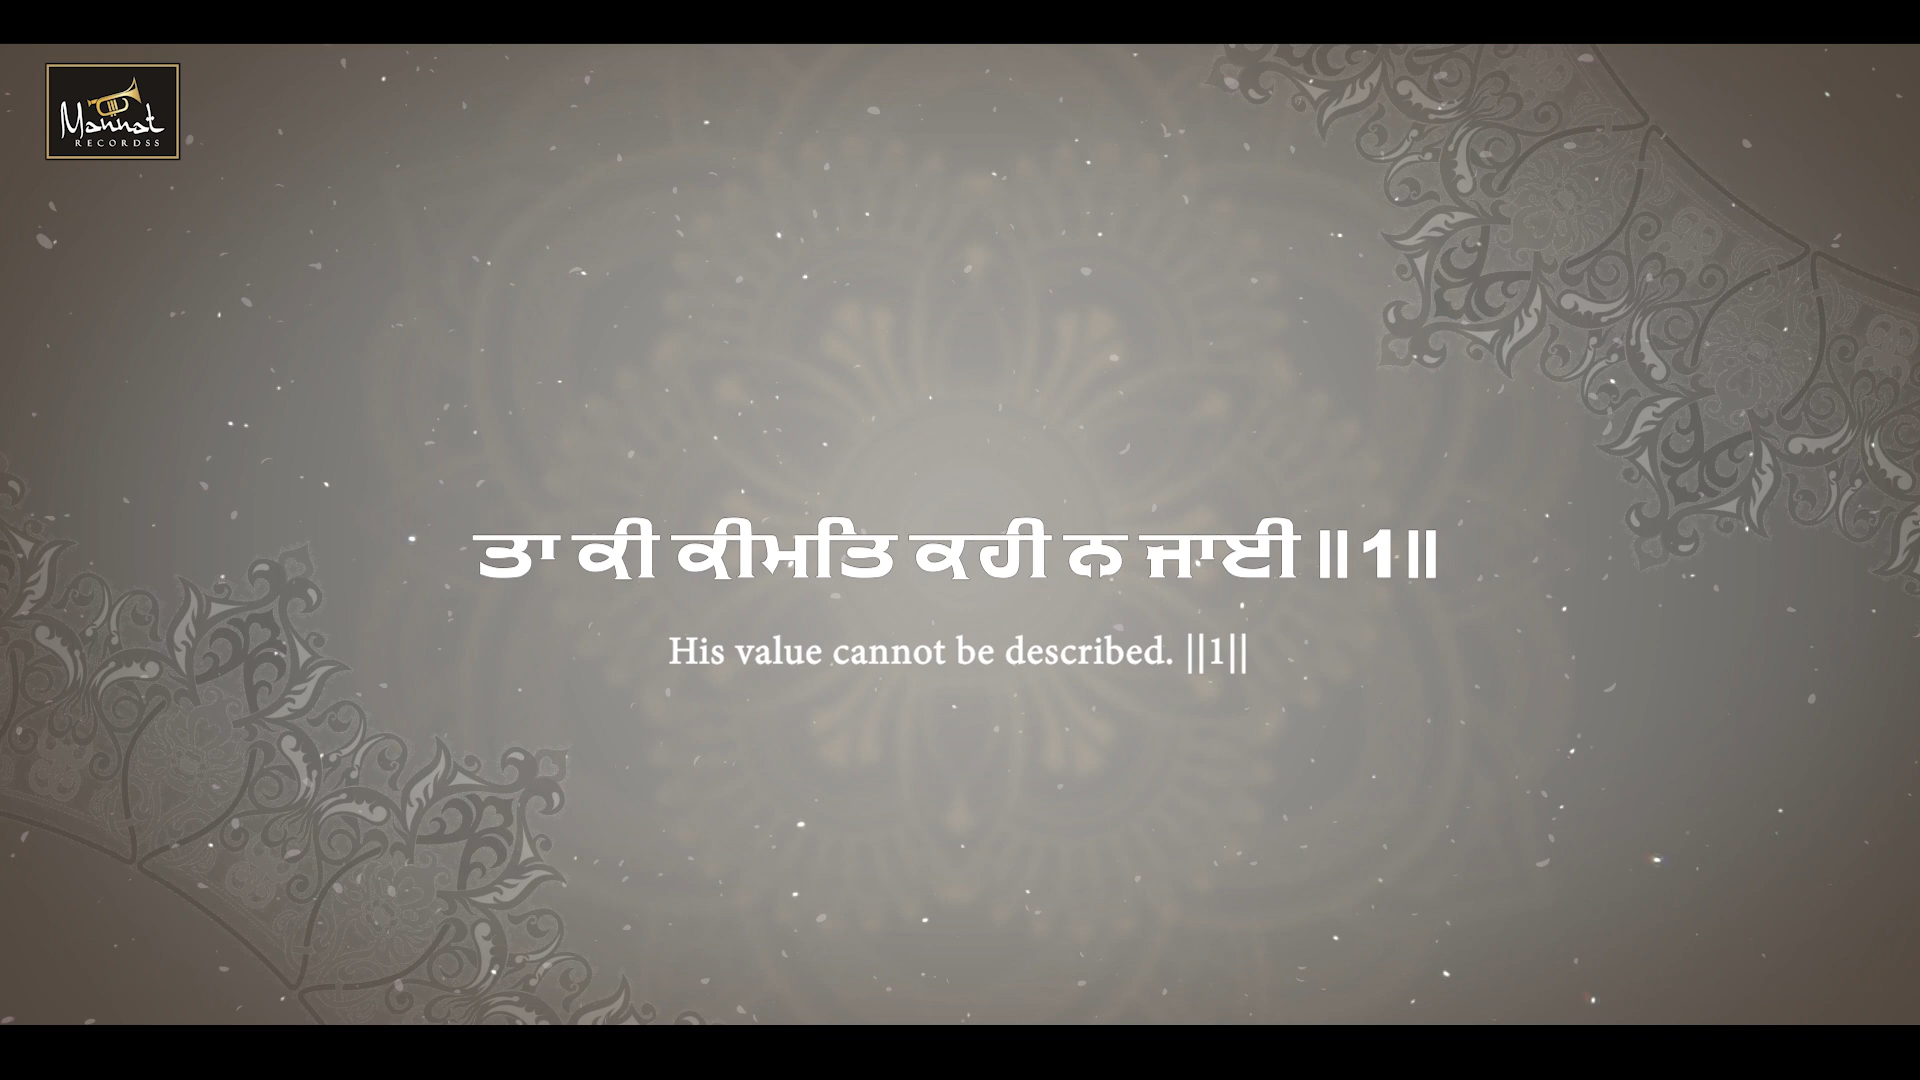 Mannat
RECORDSS
ਤਾ ਕੀ ਕੀਮਤਿ ਕਹੀ ਨ ਜਾਈ ॥1॥
His value cannot be described. ||1||